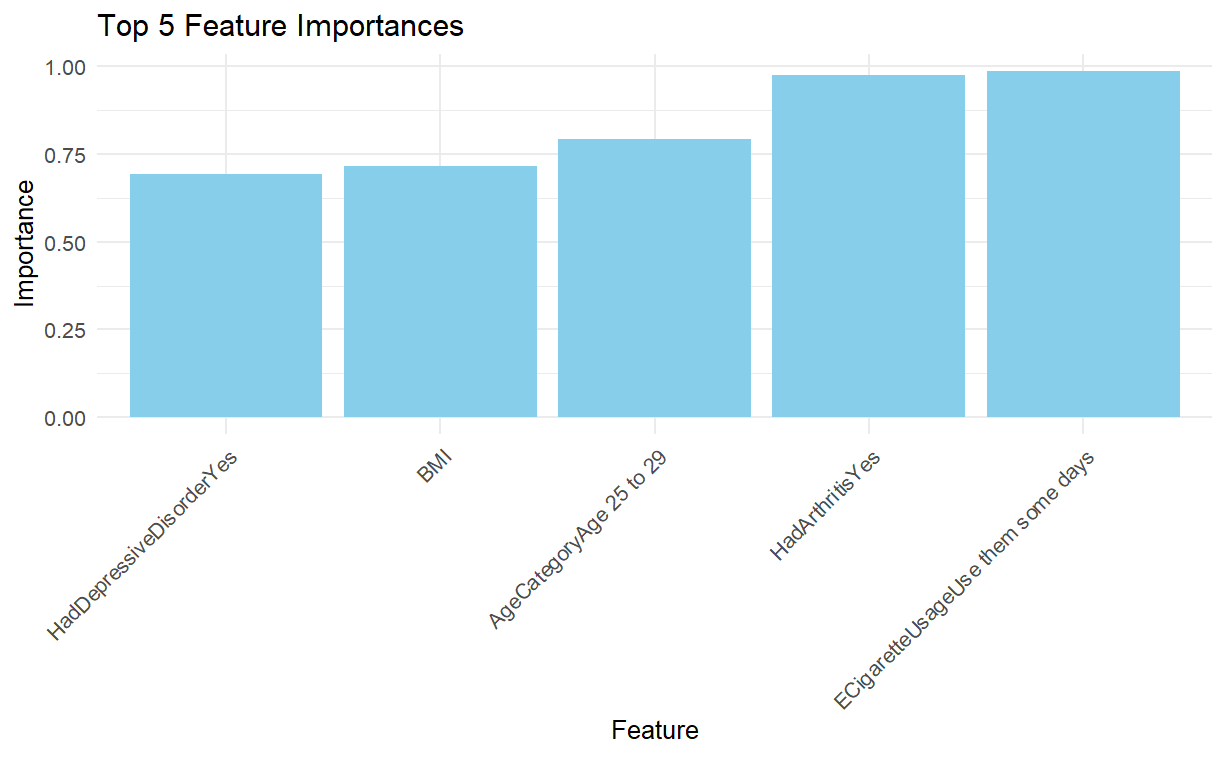 Top 5 Feature Importances
1.00
0.75
0.50
0.25
0.00
Importance
HadDepressiveDisorderYes
BMI
AgeCategoryAge 25 to 29
HadArthritisYes
ECigaretteUsageUse them some days
Feature